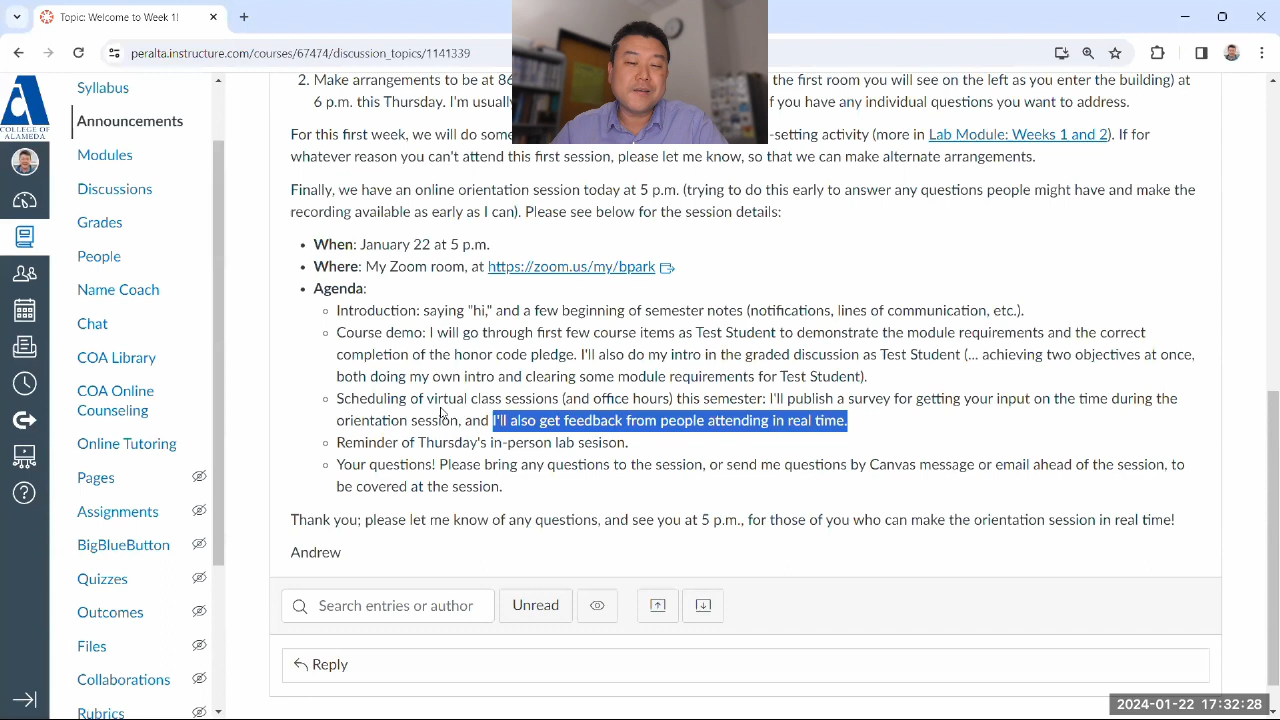 Topic: Welcome to Week 1!
peralta.instructure.com/courses/67474/discussion_topics/1141339
COLLEGE OF
ALAMEDA
Syllabus
Announcements
Modules
Discussions
Grades
People
Name Coach
Chat
COA Library
COA Online
Counseling
Online Tutoring
Pages
Assignments
BigBlueButton
Quizzes
Outcomes
Files
Collaborations
Rubrics
2. Make arrangements to be at 86 the first room you will see on the left as you enter the building) at
6 p.m. this Thursday. I'm usually f you have any individual questions you want to address.
For this first week, we will do some -setting activity (more in Lab Module: Weeks 1 and 2). If for
whatever reason you can't attend this first session, please let me know, so that we can make alternate arrangements.
Finally, we have an online orientation session today at 5 p.m. (trying to do this early to answer any questions people might have and make the
recording available as early as I can). Please see below for the session details:
• When: January 22 at 5 p.m.
• Where: My Zoom room, at https://zoom.us/my/bpark
• Agenda:
◦ Introduction: saying "hi," and a few beginning of semester notes (notifications, lines of communication, etc.).
◦ Course demo: I will go through first few course items as Test Student to demonstrate the module requirements and the correct
completion of the honor code pledge. I'll also do my intro in the graded discussion as Test Student (... achieving two objectives at once,
both doing my own intro and clearing some module requirements for Test Student).
◦ Scheduling of virtual class sessions (and office hours) this semester: I'll publish a survey for getting your input on the time during the
orientation session, and I'll also get feedback from people attending in real time.
◦ Reminder of Thursday's in-person lab sesison.
◦ Your questions! Please bring any questions to the session, or send me questions by Canvas message or email ahead of the session, to
be covered at the session.
Thank you; please let me know of any questions, and see you at 5 p.m., for those of you who can make the orientation session in real time!
Andrew
Search entries or author
Unread
Reply
2024-01-22 17:32:28